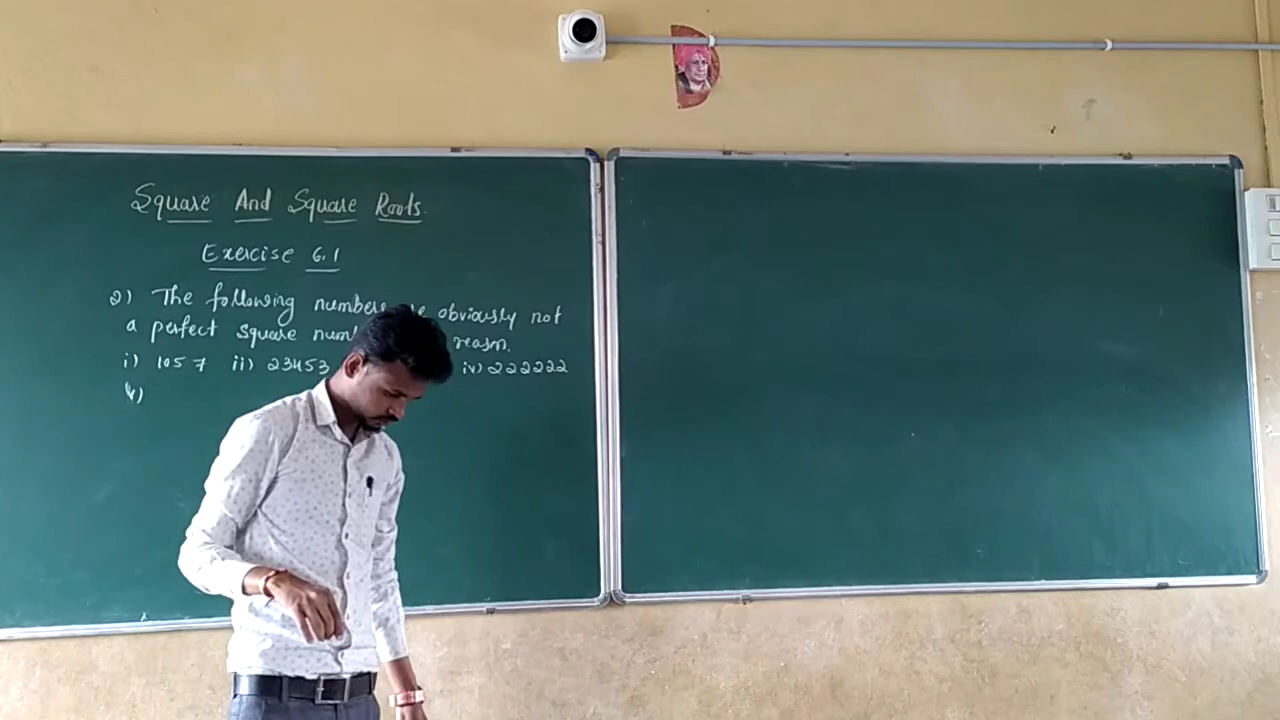 Square And Square Roots.
Exercise 6.1
2) The following numbers obviously not
a perfect square reason.
i) 1057 ii) 23453 iv) 222222
v)